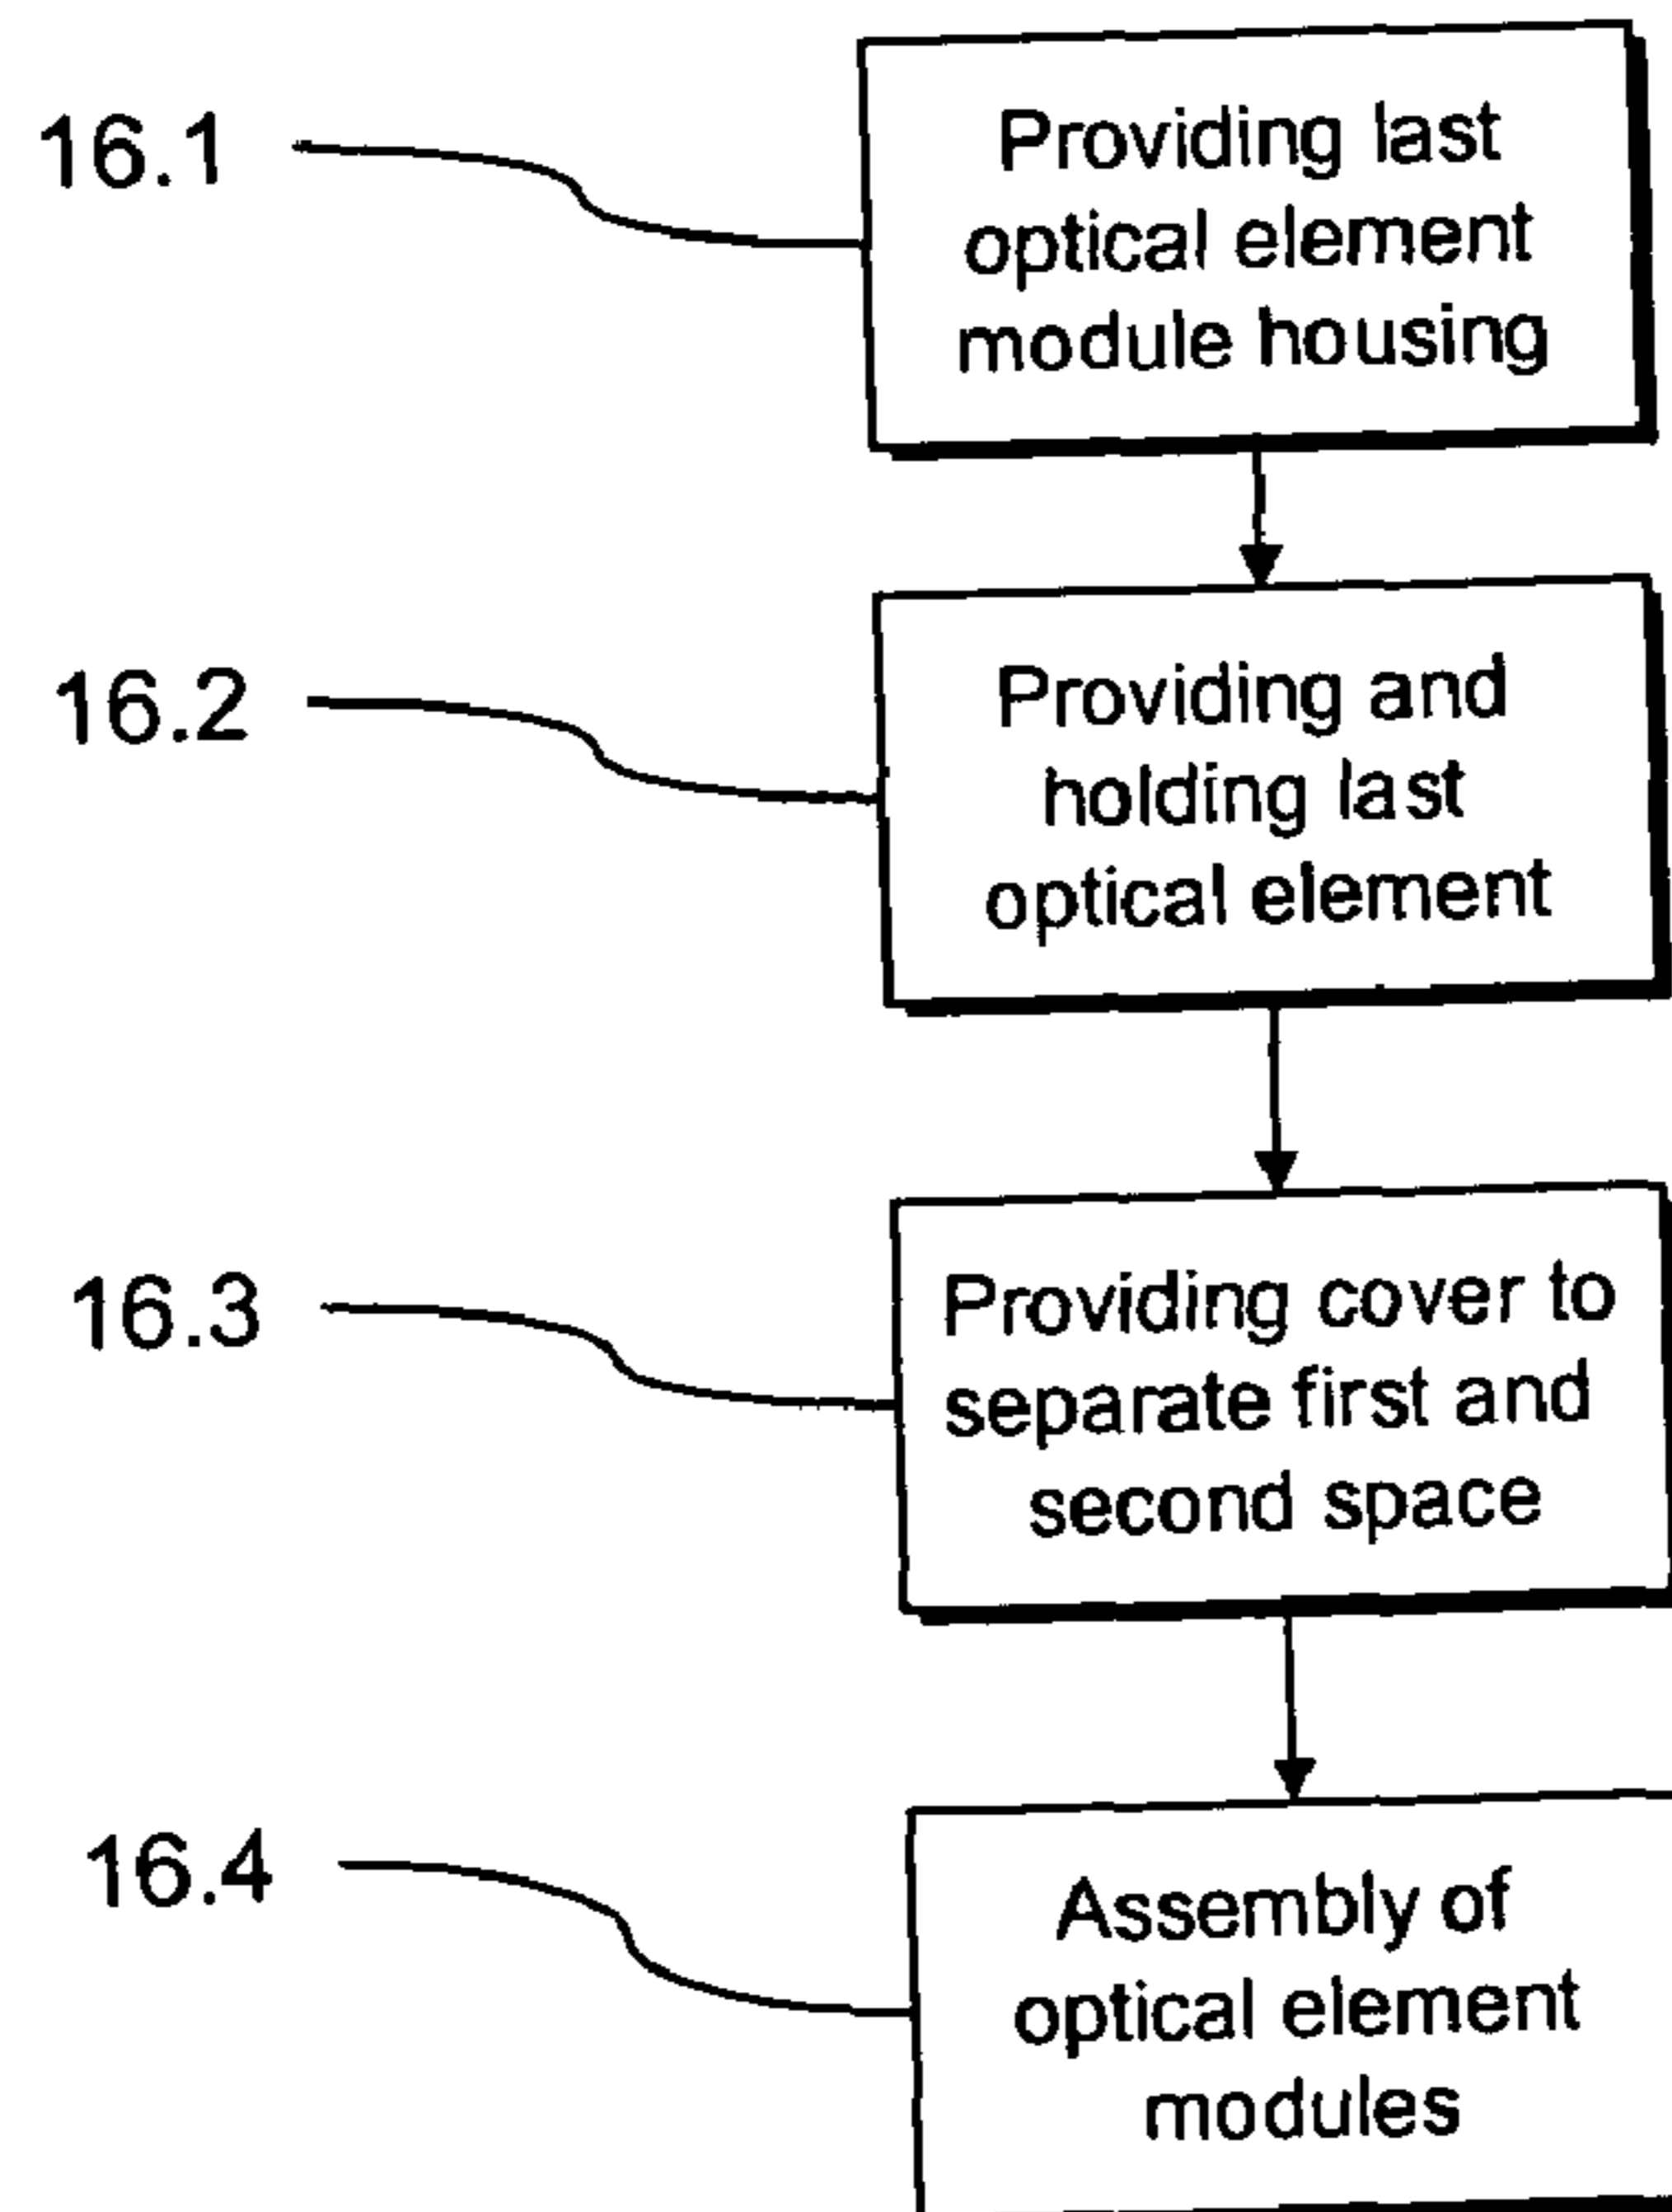 16.1
Providing last
optical element
module housing
16.2
Providing and
holding last
optical element
16.3
Providing cover to
separate first and
second space
16.4
Assembly of
optical element
modules